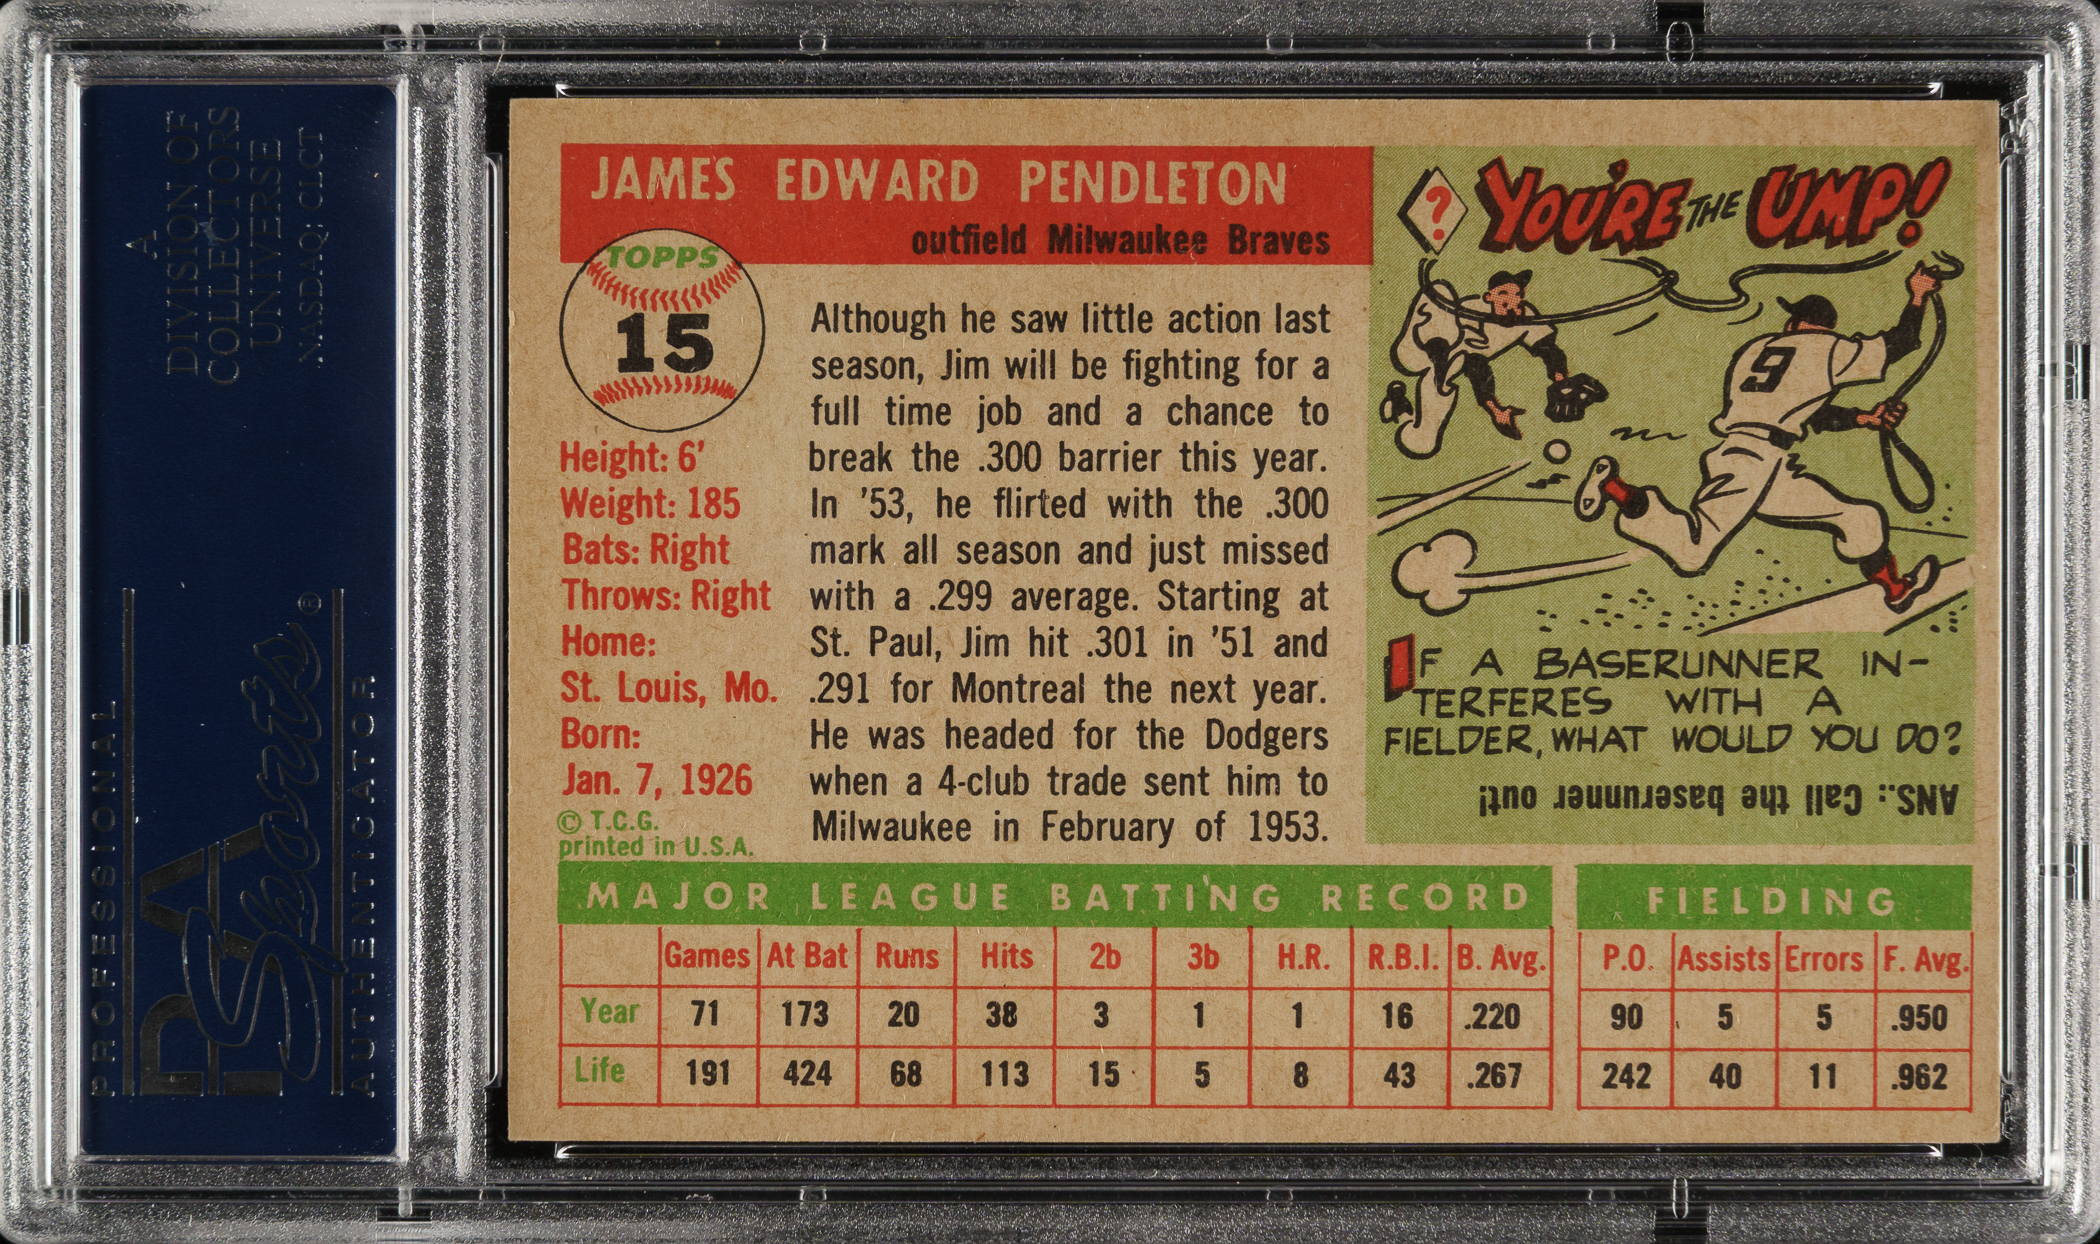 A
DIVISION OF
COLLECTORS
UNIVERSE
NASDAQ: CLCT
PROFESSIONAL
PSA
Sports®
AUTHENTICATOR
JAMES EDWARD PENDLETON
outfield Milwaukee Braves
TOPPS
15
Height: 6'
Weight: 185
Bats: Right
Throws: Right
Home:
St. Louis, Mo.
Born:
Jan. 7, 1926
© T.C.G.
printed in U.S.A.
Although he saw little action last
season, Jim will be fighting for a
full time job and a chance to
break the .300 barrier this year.
In '53, he flirted with the .300
mark all season and just missed
with a .299 average. Starting at
St. Paul, Jim hit .301 in '51 and
.291 for Montreal the next year.
He was headed for the Dodgers
when a 4-club trade sent him to
Milwaukee in February of 1953.
? YOU'RE THE UMP!
9
IF A BASERUNNER IN-
TERFERES WITH A
FIELDER, WHAT WOULD YOU DO?
ANS.: Call the baserunner out!
MAJOR LEAGUE BATTING RECORD
Games At Bat Runs Hits 2b 3b H.R. R.B.I. B. Avg.
Year 71 173 20 38 3 1 1 16 .220
Life 191 424 68 113 15 5 8 43 .267
FIELDING
P.O. Assists Errors F. Avg.
90 5 5 .950
242 40 11 .962